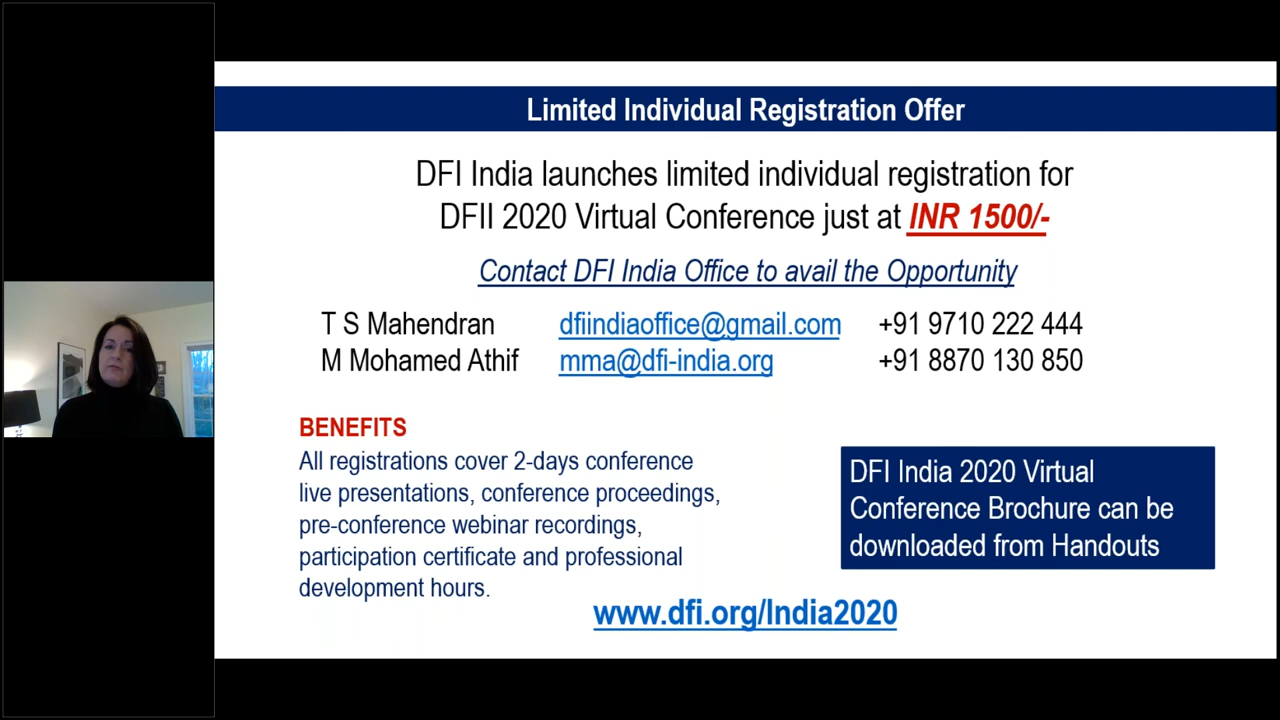 Limited Individual Registration Offer
DFI India launches limited individual registration for
DFII 2020 Virtual Conference just at INR 1500/-
Contact DFI India Office to avail the Opportunity
T S Mahendran dfiindiaoffice@gmail.com +91 9710 222 444
M Mohamed Athif mma@dfi-india.org +91 8870 130 850
BENEFITS
All registrations cover 2-days conference
live presentations, conference proceedings,
pre-conference webinar recordings,
participation certificate and professional
development hours.
DFI India 2020 Virtual
Conference Brochure can be
downloaded from Handouts
www.dfi.org/India2020